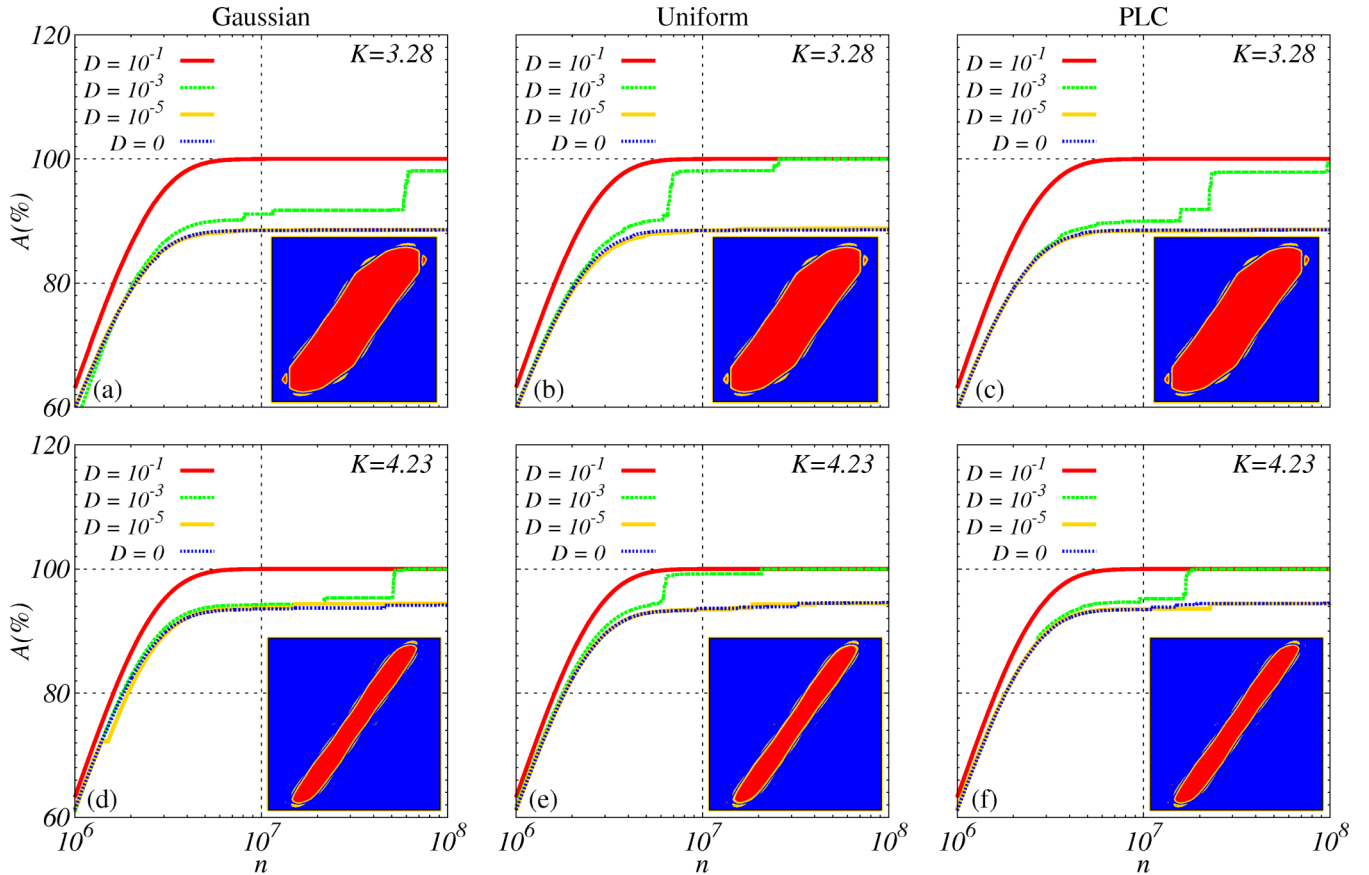 Gaussian Uniform PLC
120 K=3.28 K=3.28 K=3.28
D = 10^-1 D = 10^-1 D = 10^-1
D = 10^-3 D = 10^-3 D = 10^-3
D = 10^-5 D = 10^-5 D = 10^-5
D = 0 D = 0 D = 0
100
A(%)
80
60 (a) (b) (c)
120 K=4.23 K=4.23 K=4.23
D = 10^-1 D = 10^-1 D = 10^-1
D = 10^-3 D = 10^-3 D = 10^-3
D = 10^-5 D = 10^-5 D = 10^-5
D = 0 D = 0 D = 0
100
A(%)
80
60 (d) (e) (f)
10^6 10^7 10^8 10^6 10^7 10^8 10^6 10^7 10^8
n n n